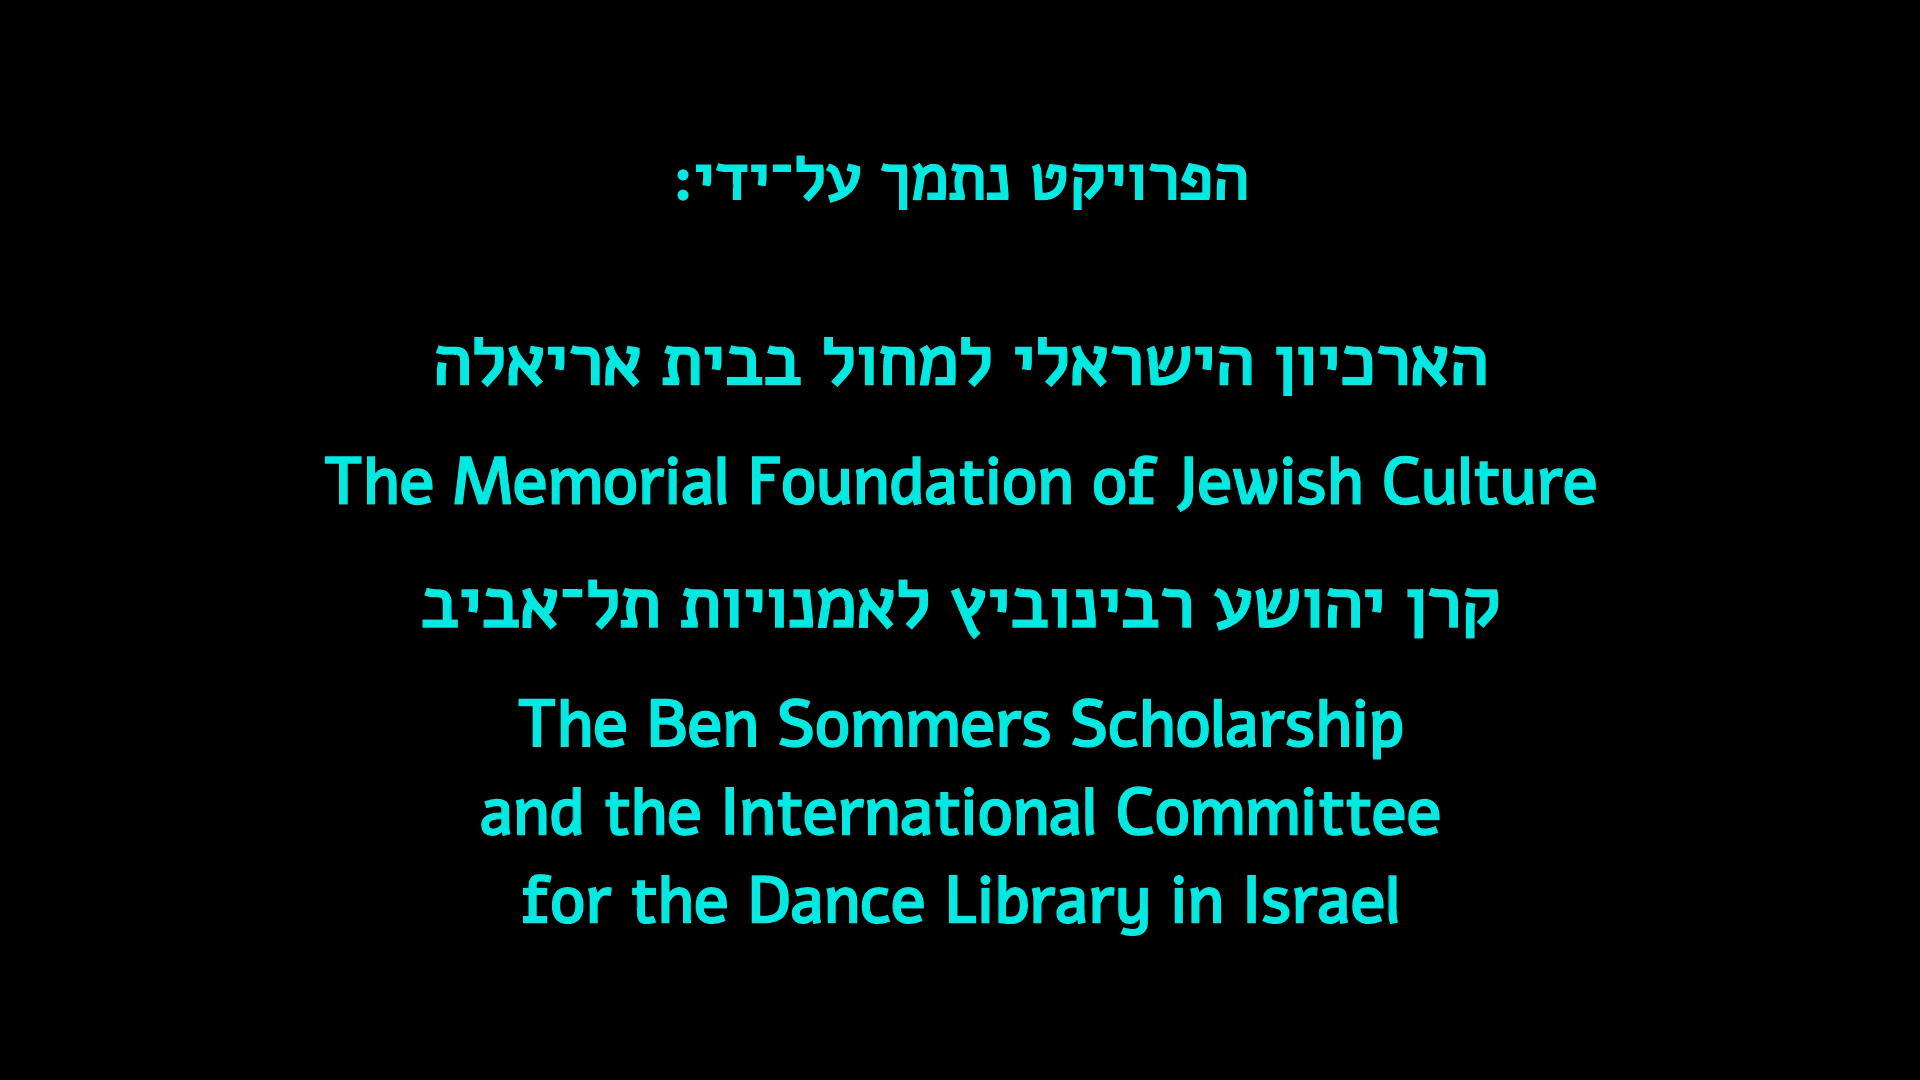 הפרויקט נתמך על־ידי:
הארכיון הישראלי למחול בבית אריאלה
The Memorial Foundation of Jewish Culture
קרן יהושע רבינוביץ לאמנויות תל־אביב
The Ben Sommers Scholarship
and the International Committee
for the Dance Library in Israel